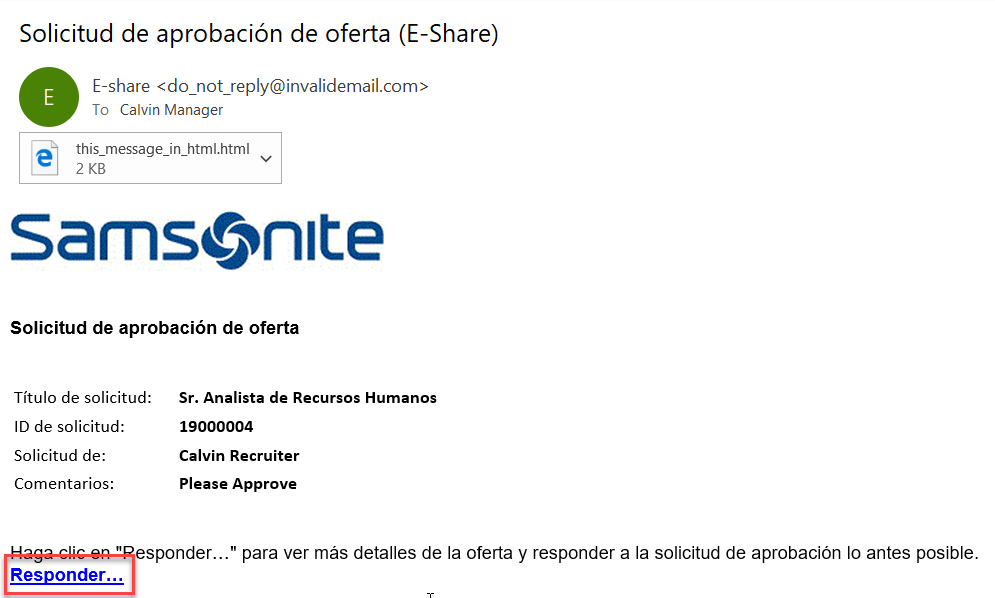 Solicitud de aprobación de oferta (E-Share)
E
E-share <do_not_reply@invalidemail.com>
To Calvin Manager
this_message_in_html.html
2 KB
Samsonite
Solicitud de aprobación de oferta
Título de solicitud: Sr. Analista de Recursos Humanos
ID de solicitud: 19000004
Solicitud de: Calvin Recruiter
Comentarios: Please Approve
Haga clic en "Responder…" para ver más detalles de la oferta y responder a la solicitud de aprobación lo antes posible.
Responder…